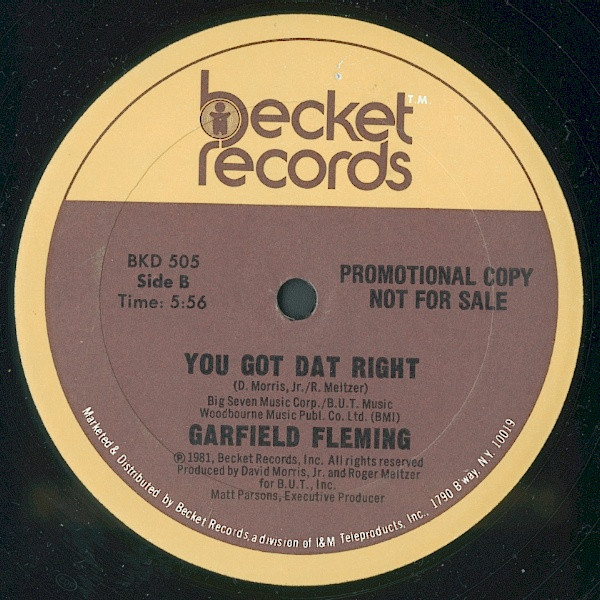 becket T.M.
records
BKD 505
Side B
Time: 5:56
PROMOTIONAL COPY
NOT FOR SALE
YOU GOT DAT RIGHT
(D. Morris, Jr./R. Meltzer)
Big Seven Music Corp./B.U.T. Music
Woodbourne Music Publ. Co. Ltd. (BMI)
GARFIELD FLEMING
℗1981, Becket Records, Inc. All rights reserved
Produced by David Morris, Jr. and Roger Meltzer
for B.U.T., Inc.
Matt Parsons, Executive Producer
Marketed & Distributed by Becket Records, a division of I&M Teleproducts, Inc., 1790 B'way, N.Y. 10019